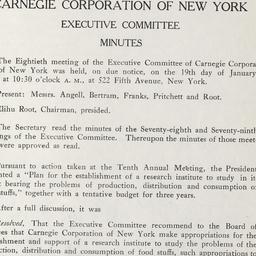 CARNEGIE CORPORATION OF NEW YORK
EXECUTIVE COMMITTEE
MINUTES
The Eightieth meeting of the Executive Committee of Carnegie Corpora
of New York was held, on due notice, on the 19th day of January
at 10:30 o'clock A. M., at 522 Fifth Avenue, New York.
Present: Messrs. Angell, Bertram, Franks, Pritchett and Root.
Elihu Root, Chairman, presided.
The Secretary read the minutes of the Seventy-eighth and Seventy-ninth
ngs of the Executive Committee. Thereupon the minutes of those meet
were approved as read.
Pursuant to action taken at the Tenth Annual Meeting, the President
nted a "Plan for the establishment of a research institute to study in it
t bearing the problems of production, distribution and consumption o
stuffs," together with a tentative budget for three years.
After a full discussion, it was
Resolved, That the Executive Committee recommend to the Board of
ees that Carnegie Corporation of New York make appropriations for the
ishment and support of a research institute to study the problems of the
ction, distribution and consumption of food stuffs, such appropriations to